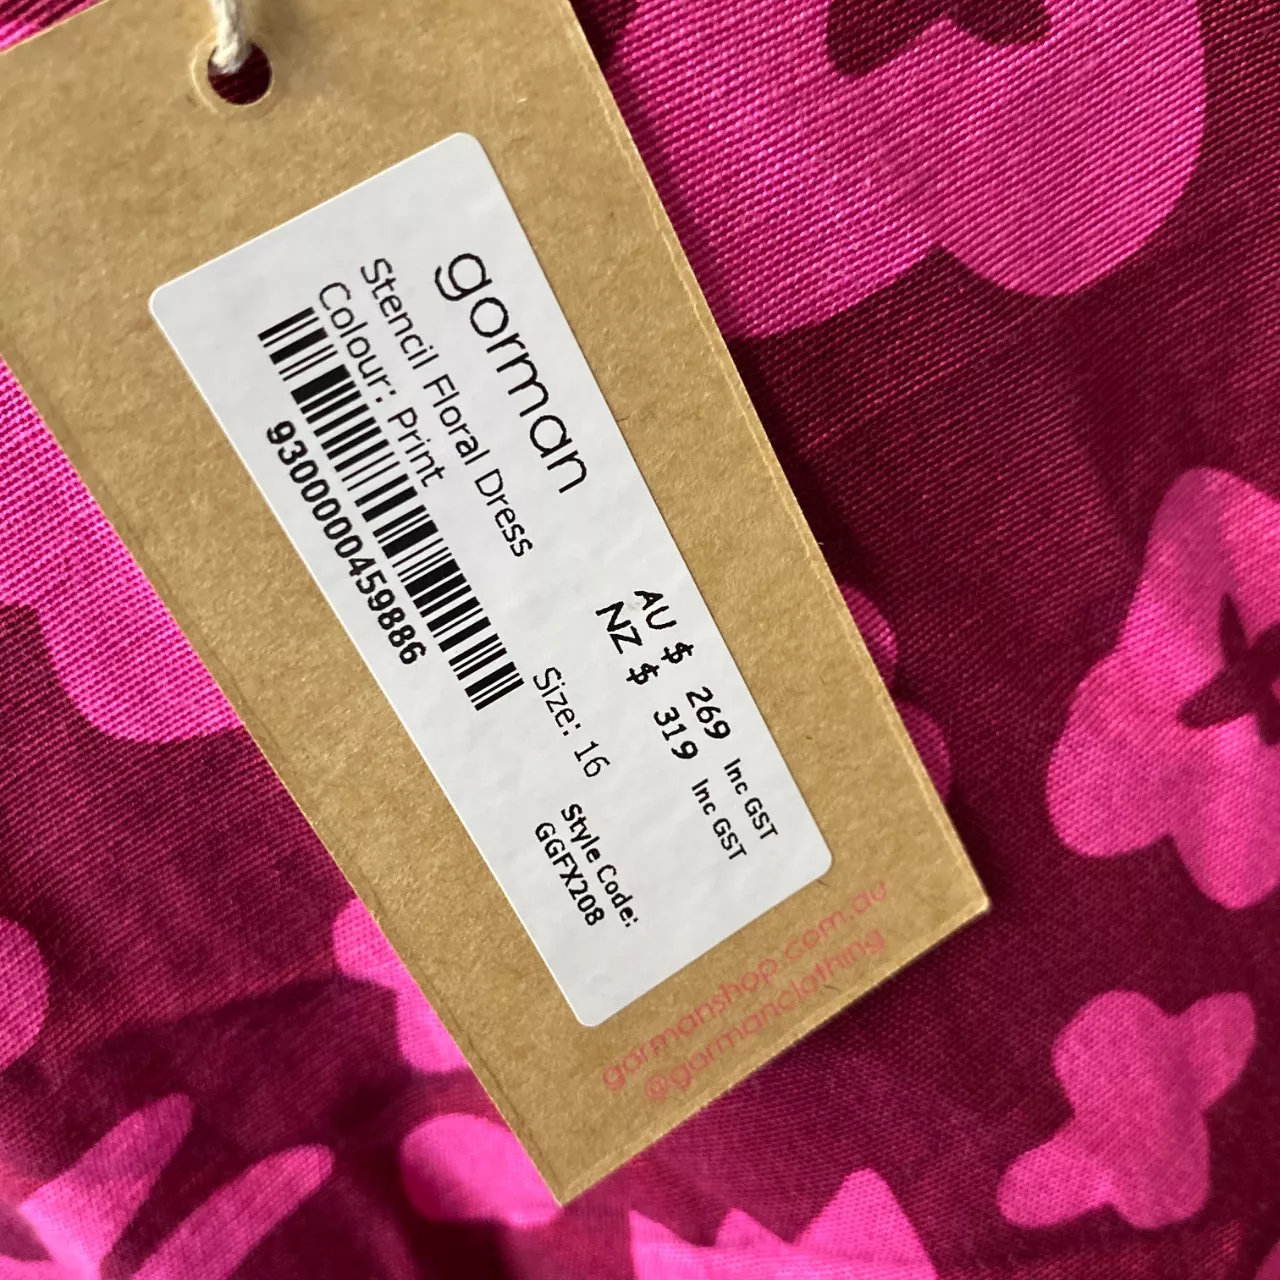 gorman
Stencil Floral Dress
Colour: Print
9300000459886
AU $ 269 Inc GST
NZ $ 319 Inc GST
Size: 16
Style Code:
GGFX208
gormanshop.com.au
@gormanclothing